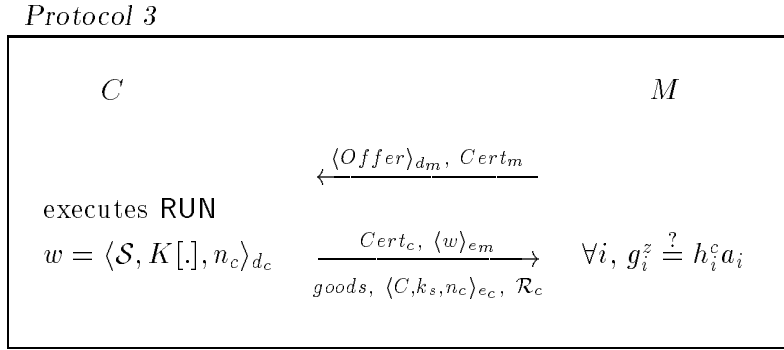 Protocol 3
C M
⟨Offer⟩_{d_m}, Cert_m
executes RUN
w = ⟨𝒮, K[.], n_c⟩_{d_c} Cert_c, ⟨w⟩_{e_m} ∀i, g_i^z ≟ h_i^c a_i
goods, ⟨C,k_s,n_c⟩_{e_c}, ℛ_c